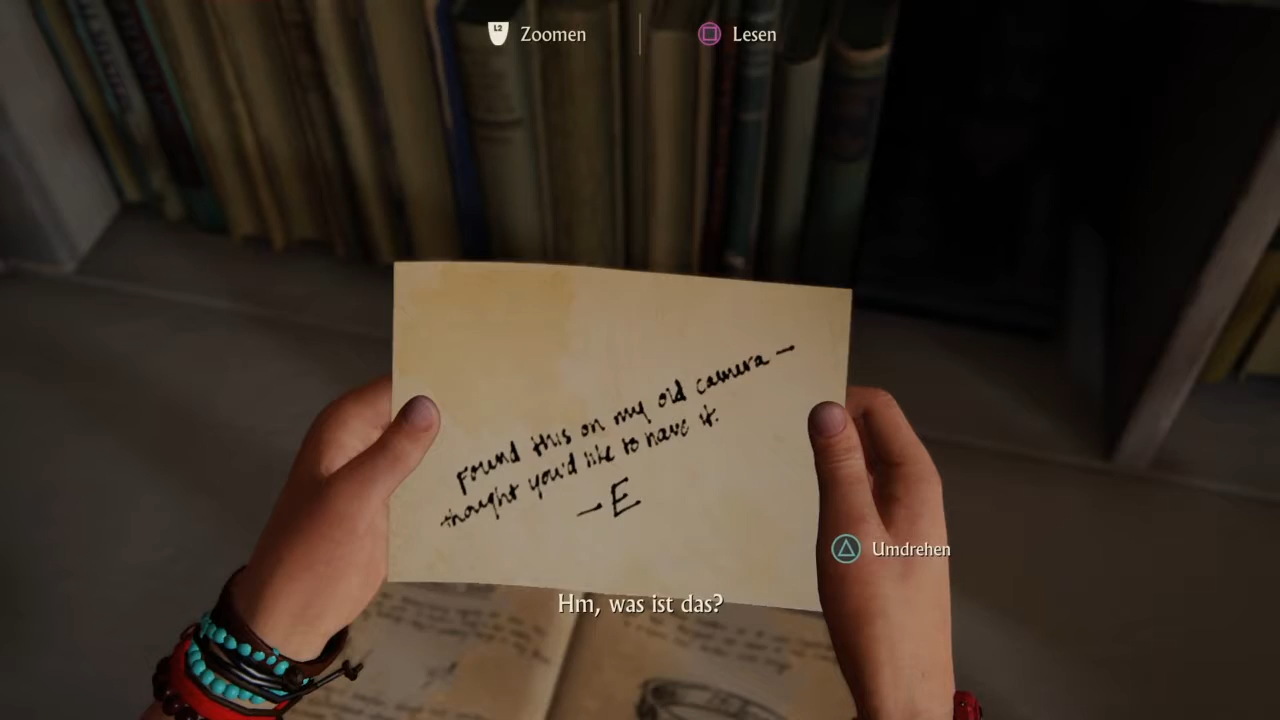 L2 Zoomen
Lesen
Found this on my old camera —
thought you'd like to have it.
— E
Umdrehen
Hm, was ist das?